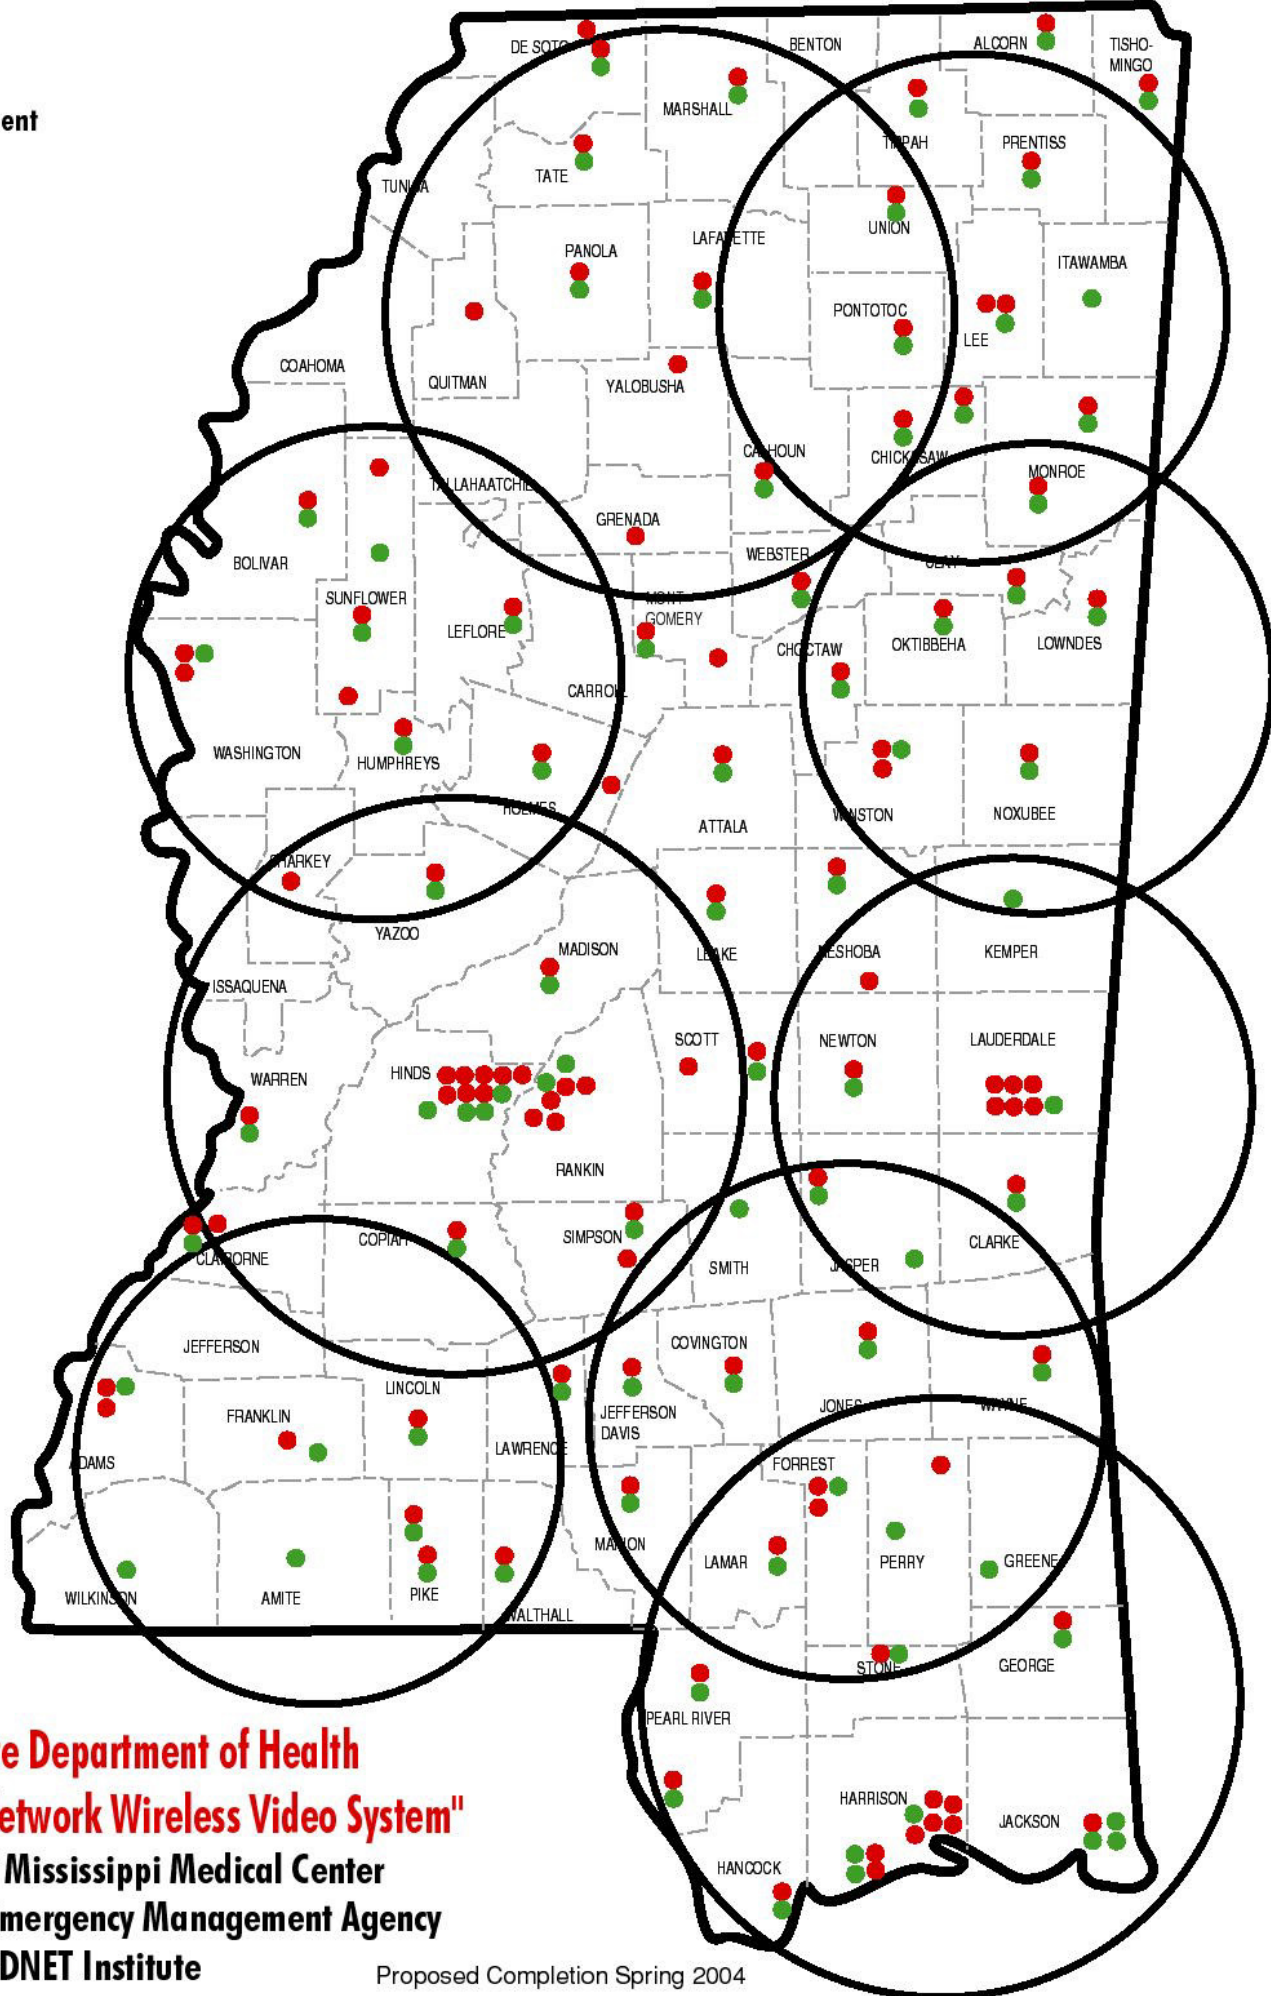 DE SOTO
BENTON
ALCORN
TISHO-
MINGO
MARSHALL
ent
TIPPAH
PRENTISS
TATE
TUNICA
UNION
LAFAYETTE
PANOLA
ITAWAMBA
PONTOTOC
LEE
COAHOMA
QUITMAN
YALOBUSHA
CALHOUN
CHICKASAW
MONROE
TALLAHAATCHIE
GRENADA
WEBSTER
BOLIVAR
CLAY
SUNFLOWER
MONT-
GOMERY
LEFLORE
CHOCTAW
OKTIBBEHA
LOWNDES
CARROLL
WASHINGTON
HUMPHREYS
HOLMES
ATTALA
WINSTON
NOXUBEE
SHARKEY
YAZOO
MADISON
LEAKE
NESHOBA
KEMPER
ISSAQUENA
SCOTT
NEWTON
LAUDERDALE
WARREN
HINDS
RANKIN
COPIAH
SIMPSON
CLAIBORNE
SMITH
JASPER
CLARKE
JEFFERSON
COVINGTON
LINCOLN
FRANKLIN
JEFFERSON
DAVIS
JONES
WAYNE
LAWRENCE
ADAMS
FORREST
MARION
LAMAR
PERRY
GREENE
WILKINSON
AMITE
PIKE
WALTHALL
STONE
GEORGE
PEARL RIVER
HARRISON
JACKSON
HANCOCK
e Department of Health
etwork Wireless Video System"
Mississippi Medical Center
mergency Management Agency
DNET Institute
Proposed Completion Spring 2004